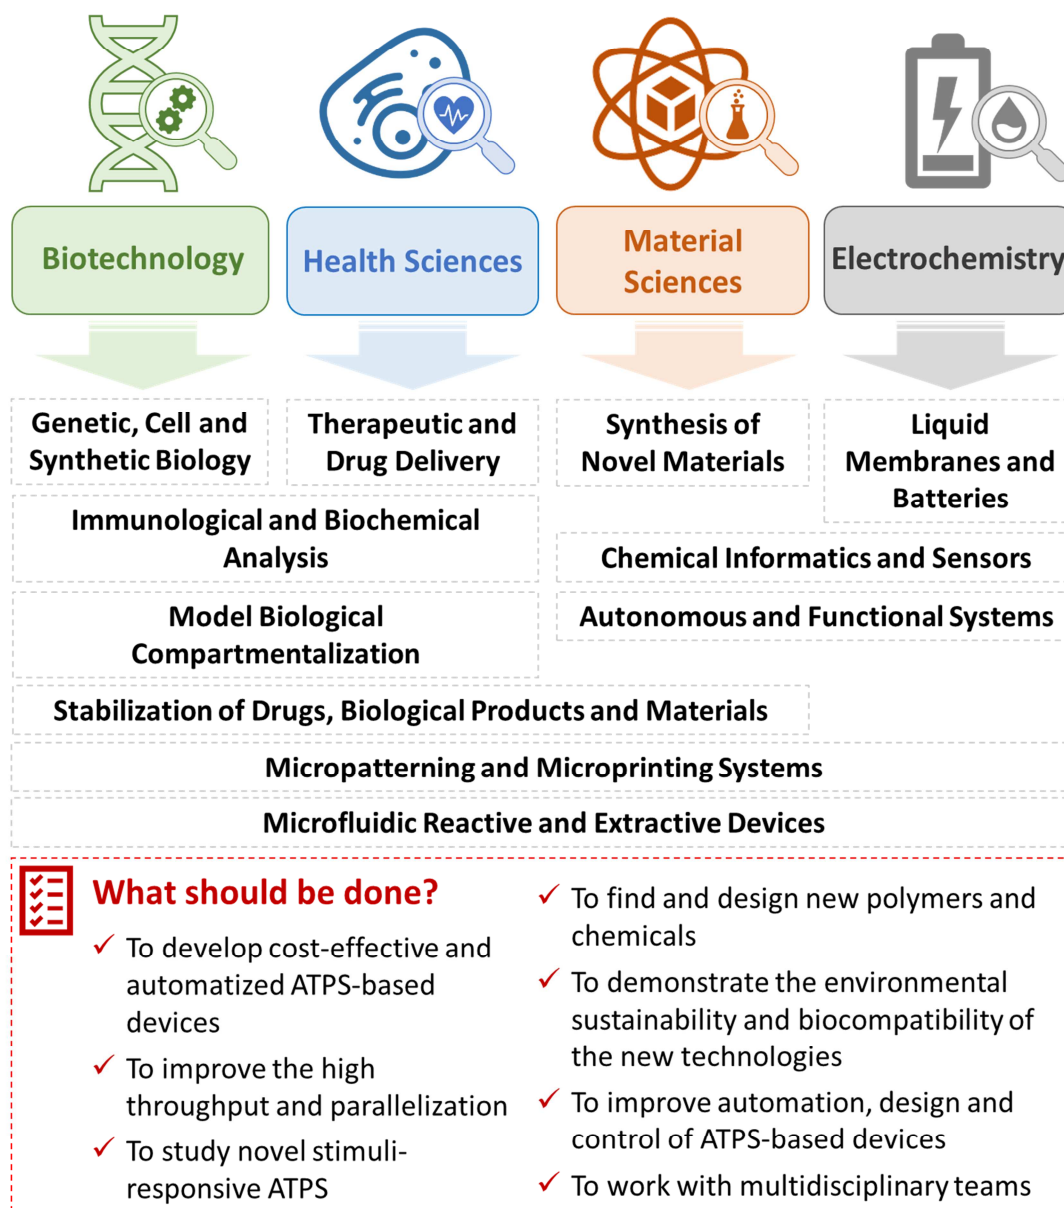 Biotechnology
Health Sciences
Material
Sciences
Electrochemistry
Genetic, Cell and
Synthetic Biology
Therapeutic and
Drug Delivery
Synthesis of
Novel Materials
Liquid
Membranes and
Batteries
Immunological and Biochemical
Analysis
Chemical Informatics and Sensors
Model Biological
Compartmentalization
Autonomous and Functional Systems
Stabilization of Drugs, Biological Products and Materials
Micropatterning and Microprinting Systems
Microfluidic Reactive and Extractive Devices
What should be done?
✓ To develop cost-effective and
automatized ATPS-based
devices
✓ To improve the high
throughput and parallelization
✓ To study novel stimuli-
responsive ATPS
✓ To find and design new polymers and
chemicals
✓ To demonstrate the environmental
sustainability and biocompatibility of
the new technologies
✓ To improve automation, design and
control of ATPS-based devices
✓ To work with multidisciplinary teams